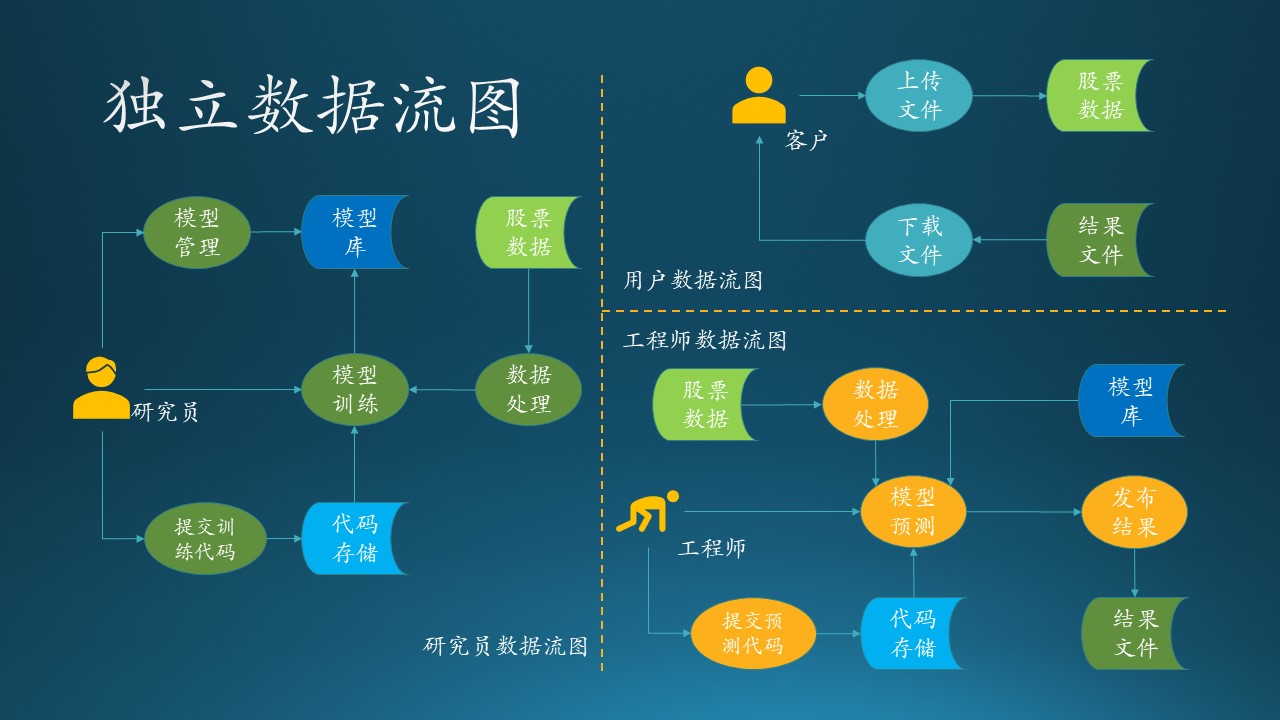 独立数据流图
模型
管理
模型
库
股票
数据
研究员
模型
训练
数据
处理
提交训
练代码
代码
存储
研究员数据流图
客户
上传
文件
股票
数据
下载
文件
结果
文件
用户数据流图
工程师数据流图
股票
数据
数据
处理
模型
库
工程师
模型
预测
发布
结果
提交预
测代码
代码
存储
结果
文件